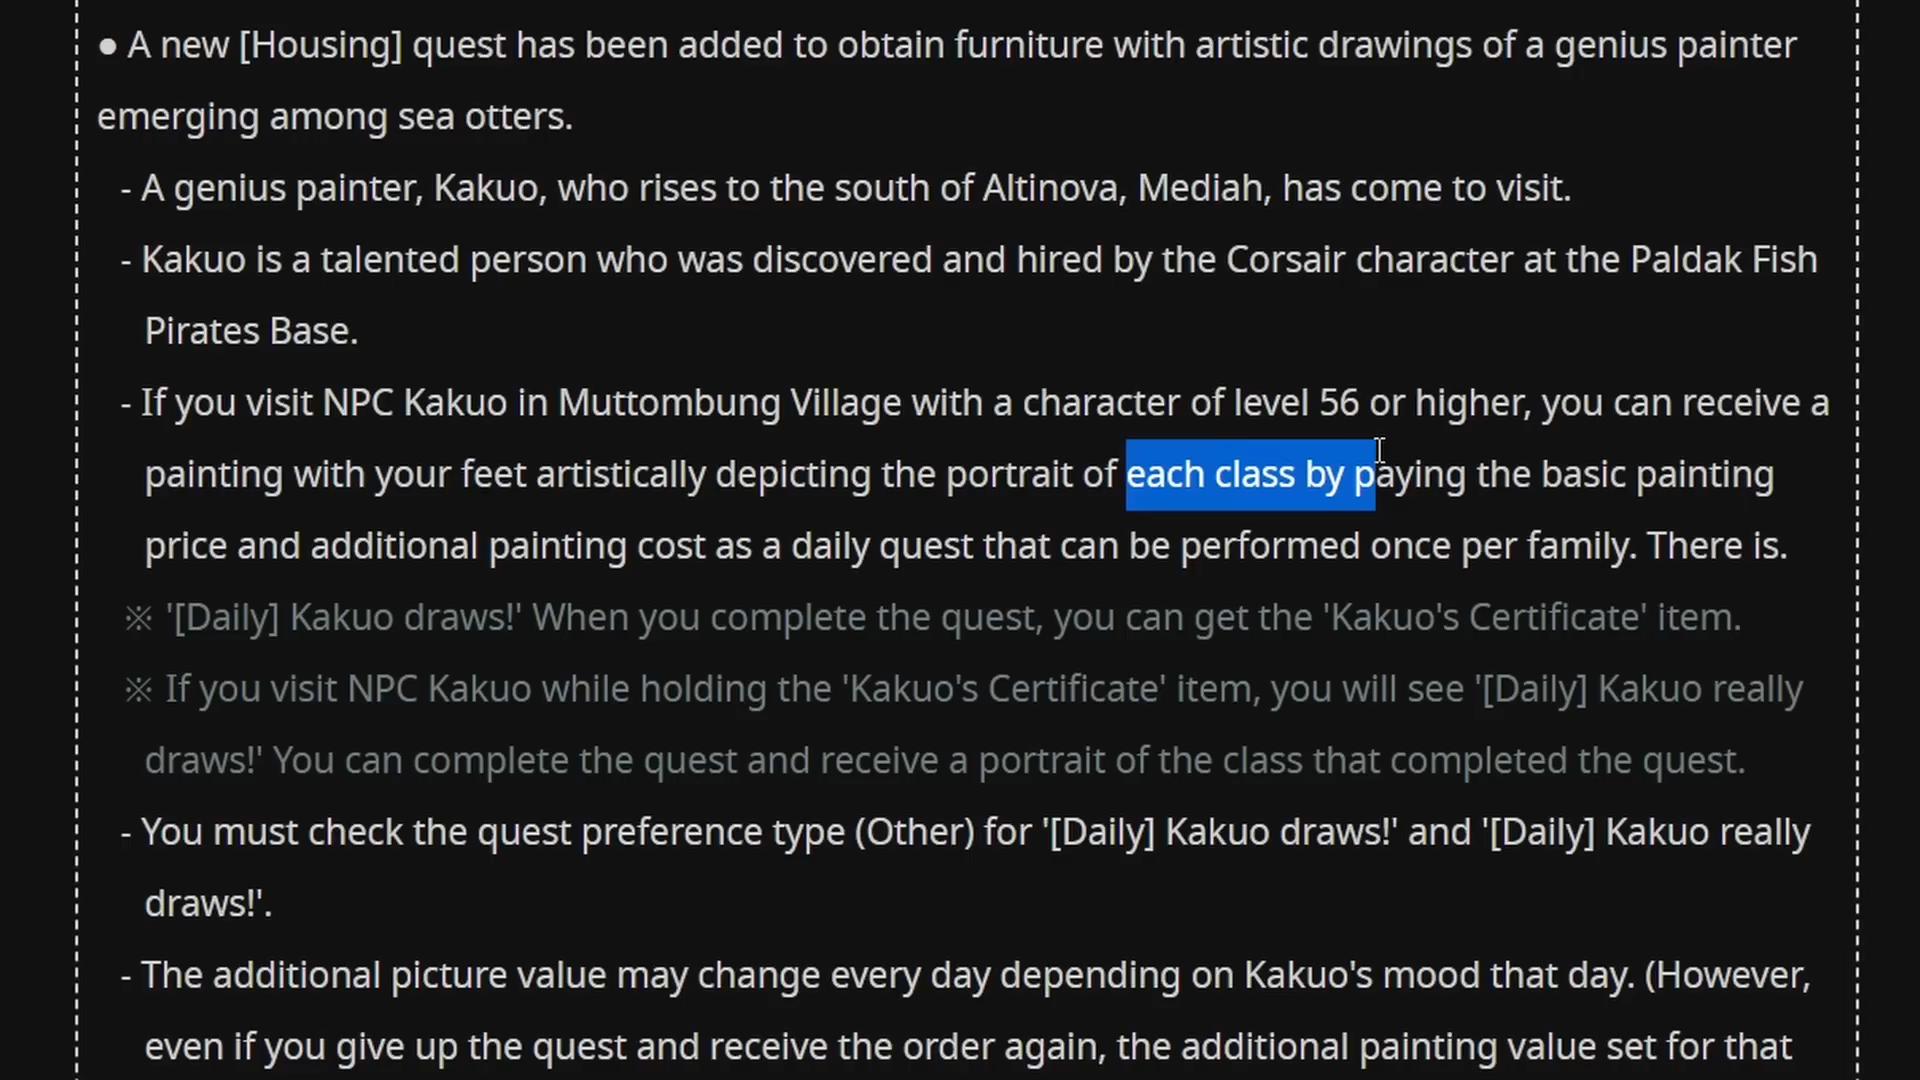 ● A new [Housing] quest has been added to obtain furniture with artistic drawings of a genius painter
emerging among sea otters.
- A genius painter, Kakuo, who rises to the south of Altinova, Mediah, has come to visit.
- Kakuo is a talented person who was discovered and hired by the Corsair character at the Paldak Fish
Pirates Base.
- If you visit NPC Kakuo in Muttombung Village with a character of level 56 or higher, you can receive a
painting with your feet artistically depicting the portrait of each class by paying the basic painting
price and additional painting cost as a daily quest that can be performed once per family. There is.
※ '[Daily] Kakuo draws!' When you complete the quest, you can get the 'Kakuo's Certificate' item.
※ If you visit NPC Kakuo while holding the 'Kakuo's Certificate' item, you will see '[Daily] Kakuo really
draws!' You can complete the quest and receive a portrait of the class that completed the quest.
- You must check the quest preference type (Other) for '[Daily] Kakuo draws!' and '[Daily] Kakuo really
draws!'.
- The additional picture value may change every day depending on Kakuo's mood that day. (However,
even if you give up the quest and receive the order again, the additional painting value set for that